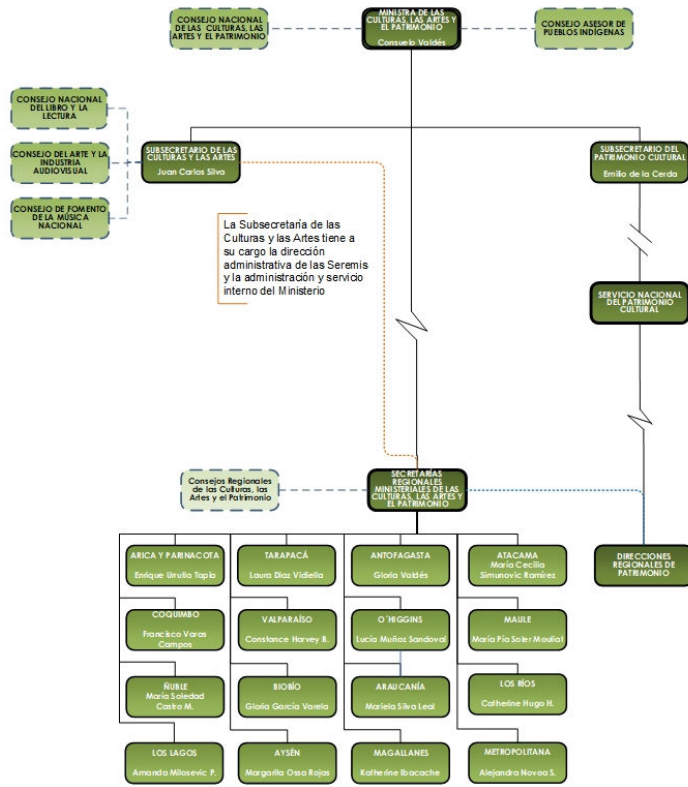 CONSEJO NACIONAL
DE LAS CULTURAS, LAS
ARTES Y EL PATRIMONIO
MINISTRA DE LAS
CULTURAS, LAS ARTES Y
EL PATRIMONIO
Consuelo Valdés
CONSEJO ASESOR DE
PUEBLOS INDÍGENAS
CONSEJO NACIONAL
DEL LIBRO Y LA
LECTURA
CONSEJO DEL ARTE Y LA
INDUSTRIA
AUDIOVISUAL
CONSEJO DE FOMENTO
DE LA MÚSICA
NACIONAL
SUBSECRETARIO DE LAS
CULTURAS Y LAS ARTES
Juan Carlos Silva
SUBSECRETARIO DEL
PATRIMONIO CULTURAL
Emilio de la Cerda
La Subsecretaría de las
Culturas y las Artes tiene a
su cargo la dirección
administrativa de las Seremis
y la administración y servicio
interno del Ministerio
SERVICIO NACIONAL
DEL PATRIMONIO
CULTURAL
Consejos Regionales
de las Culturas, las
Artes y el Patrimonio
SECRETARÍAS
REGIONALES
MINISTERIALES DE LAS
CULTURAS, LAS ARTES Y
EL PATRIMONIO
DIRECCIONES
REGIONALES DE
PATRIMONIO
ARICA Y PARINACOTA
Enrique Urrutia Tapia
TARAPACÁ
Laura Díaz Vidiella
ANTOFAGASTA
Gloria Valdés
ATACAMA
María Cecilia
Simunovic Ramírez
COQUIMBO
Francisco Varas
Campos
VALPARAÍSO
Constance Harvey B.
O´HIGGINS
Lucía Muñoz Sandoval
MAULE
María Pía Soler Mouliat
ÑUBLE
María Soledad
Castro M.
BIOBÍO
Gloria García Varela
ARAUCANÍA
Mariela Silva Leal
LOS RÍOS
Catherine Hugo H.
LOS LAGOS
Amanda Milosevic P.
AYSÉN
Margarita Ossa Rojas
MAGALLANES
Katherine Ibacache
METROPOLITANA
Alejandra Novoa S.